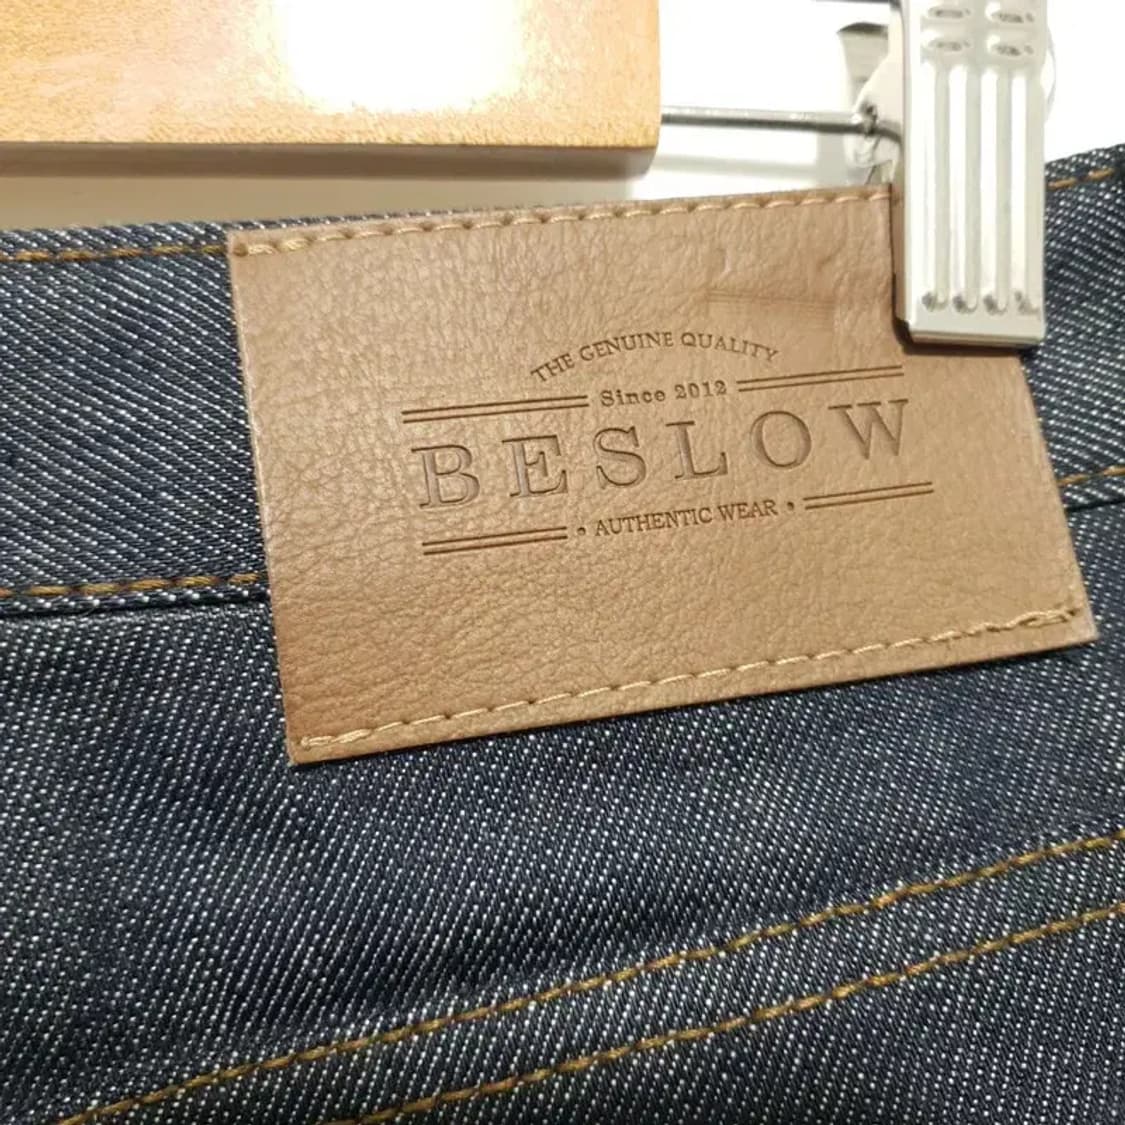 THE GENUINE QUALITY
Since 2012
BESLOW
• AUTHENTIC WEAR •